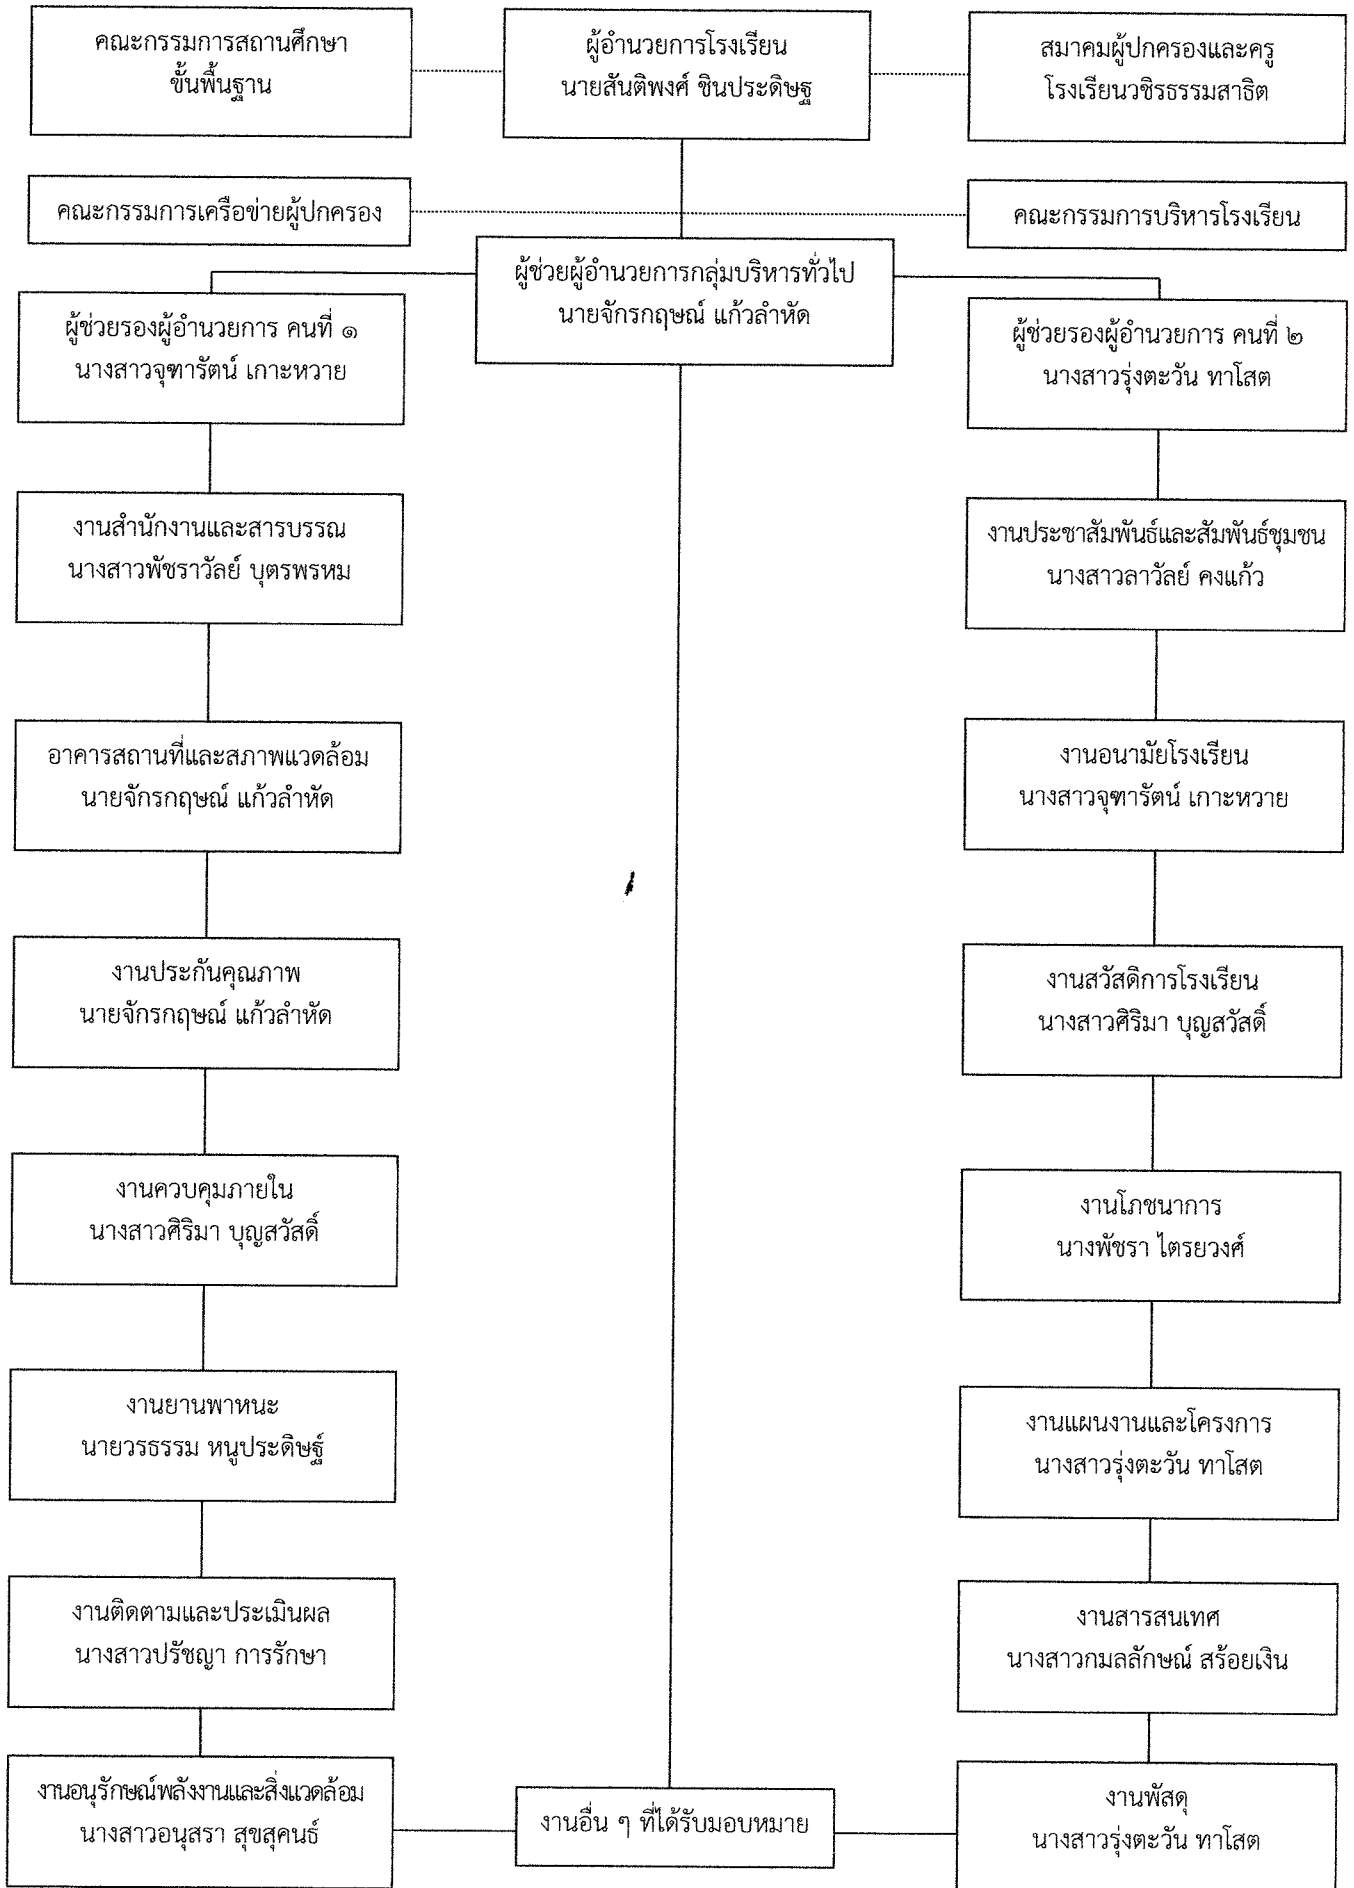 คณะกรรมการสถานศึกษา
ขั้นพื้นฐาน
ผู้อำนวยการโรงเรียน
นายสันติพงศ์ ชินประดิษฐ
สมาคมผู้ปกครองและครู
โรงเรียนวชิรธรรมสาธิต
คณะกรรมการเครือข่ายผู้ปกครอง
คณะกรรมการบริหารโรงเรียน
ผู้ช่วยผู้อำนวยการกลุ่มบริหารทั่วไป
นายจักรกฤษณ์ แก้วลำหัด
ผู้ช่วยรองผู้อำนวยการ คนที่ ๑
นางสาวจุฑารัตน์ เกาะหวาย
ผู้ช่วยรองผู้อำนวยการ คนที่ ๒
นางสาวรุ่งตะวัน ทาโสต
งานสำนักงานและสารบรรณ
นางสาวพัชราวัลย์ บุตรพรหม
งานประชาสัมพันธ์และสัมพันธ์ชุมชน
นางสาวลาวัลย์ คงแก้ว
อาคารสถานที่และสภาพแวดล้อม
นายจักรกฤษณ์ แก้วลำหัด
งานอนามัยโรงเรียน
นางสาวจุฑารัตน์ เกาะหวาย
งานประกันคุณภาพ
นายจักรกฤษณ์ แก้วลำหัด
งานสวัสดิการโรงเรียน
นางสาวศิริมา บุญสวัสดิ์
งานควบคุมภายใน
นางสาวศิริมา บุญสวัสดิ์
งานโภชนาการ
นางพัชรา ไตรยวงศ์
งานยานพาหนะ
นายวรธรรม หนูประดิษฐ์
งานแผนงานและโครงการ
นางสาวรุ่งตะวัน ทาโสต
งานติดตามและประเมินผล
นางสาวปรัชญา การรักษา
งานสารสนเทศ
นางสาวกมลลักษณ์ สร้อยเงิน
งานอนุรักษ์พลังงานและสิ่งแวดล้อม
นางสาวอนุสรา สุขสุคนธ์
งานอื่น ๆ ที่ได้รับมอบหมาย
งานพัสดุ
นางสาวรุ่งตะวัน ทาโสต